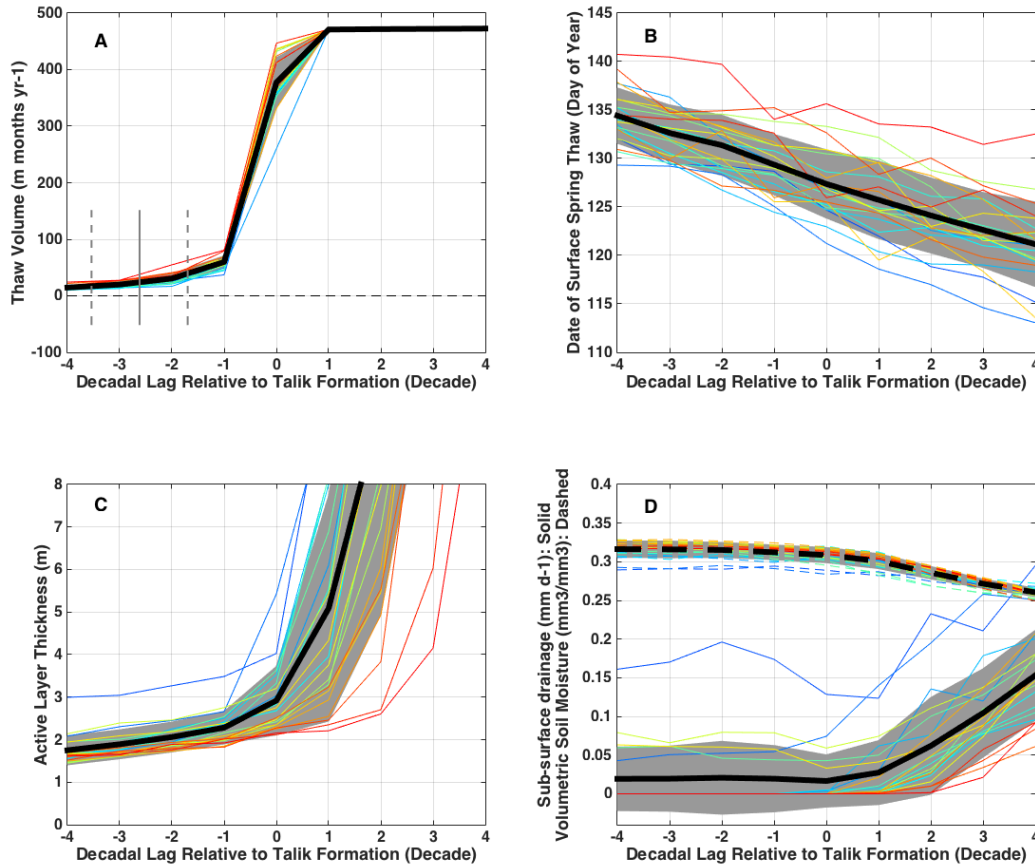 A
Thaw Volume (m months yr-1)
500
400
300
200
100
0
-100
-4 -3 -2 -1 0 1 2 3 4
Decadal Lag Relative to Talik Formation (Decade)
B
Date of Surface Spring Thaw (Day of Year)
145
140
135
130
125
120
115
110
-4 -3 -2 -1 0 1 2 3 4
Decadal Lag Relative to Talik Formation (Decade)
C
Active Layer Thickness (m)
8
7
6
5
4
3
2
1
0
-4 -3 -2 -1 0 1 2 3 4
Decadal Lag Relative to Talik Formation (Decade)
D
Sub-surface drainage (mm d-1): Solid
Volumetric Soil Moisture (mm3/mm3): Dashed
0.4
0.35
0.3
0.25
0.2
0.15
0.1
0.05
0
-4 -3 -2 -1 0 1 2 3 4
Decadal Lag Relative to Talik Formation (Decade)